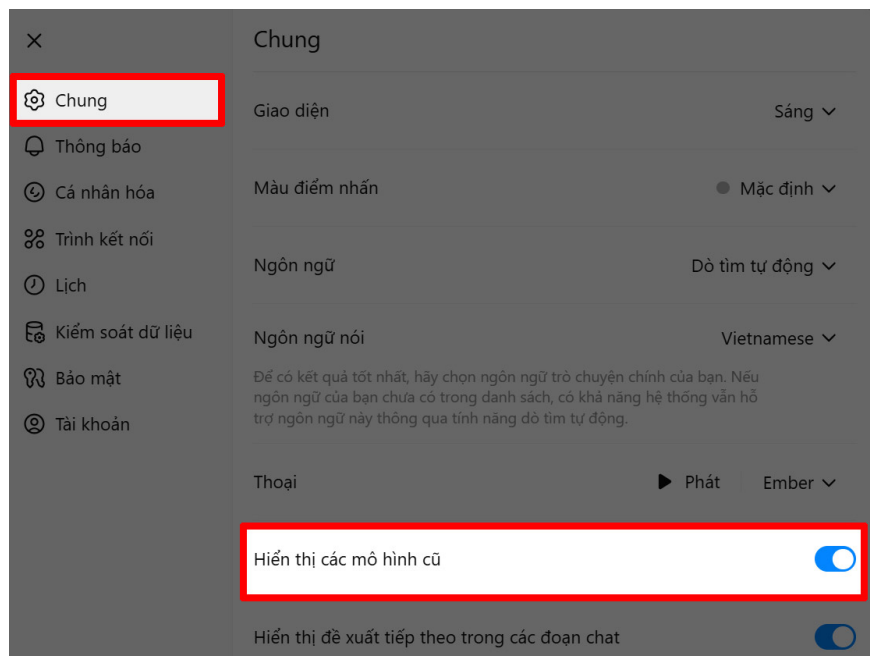 Chung
Chung
Giao diện
Sáng
Thông báo
Cá nhân hóa
Màu điểm nhấn
Mặc định
Trình kết nối
Ngôn ngữ
Dò tìm tự động
Lịch
Kiểm soát dữ liệu
Ngôn ngữ nói
Vietnamese
Để có kết quả tốt nhất, hãy chọn ngôn ngữ trò chuyện chính của bạn. Nếu
ngôn ngữ của bạn chưa có trong danh sách, có khả năng hệ thống vẫn hỗ
trợ ngôn ngữ này thông qua tính năng dò tìm tự động.
Bảo mật
Tài khoản
Thoại
Phát
Ember
Hiển thị các mô hình cũ
Hiển thị đề xuất tiếp theo trong các đoạn chat